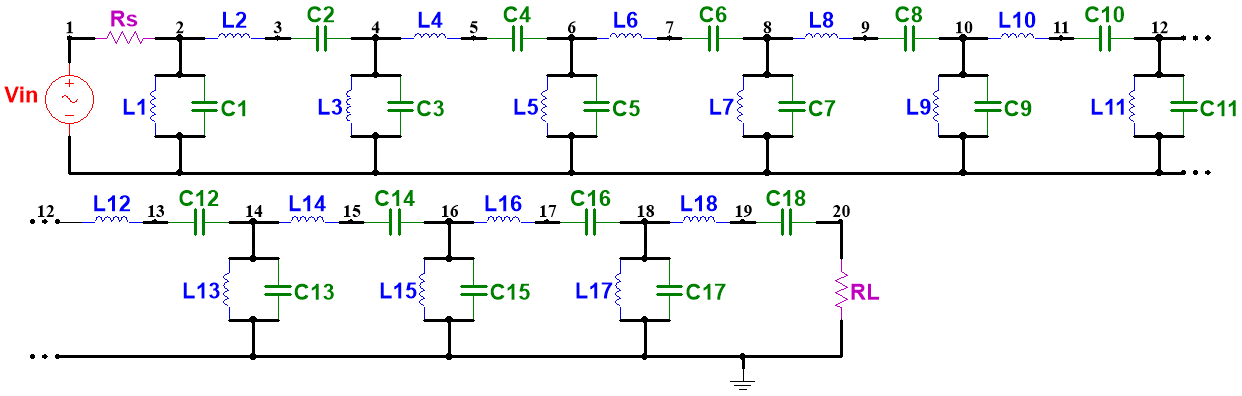 Rs L2 C2 L4 C4 L6 C6 L8 C8 L10 C10
1 2 3 4 5 6 7 8 9 10 11 12
Vin L1 C1 L3 C3 L5 C5 L7 C7 L9 C9 L11 C11
L12 C12 L14 C14 L16 C16 L18 C18
12 13 14 15 16 17 18 19 20
L13 C13 L15 C15 L17 C17 RL